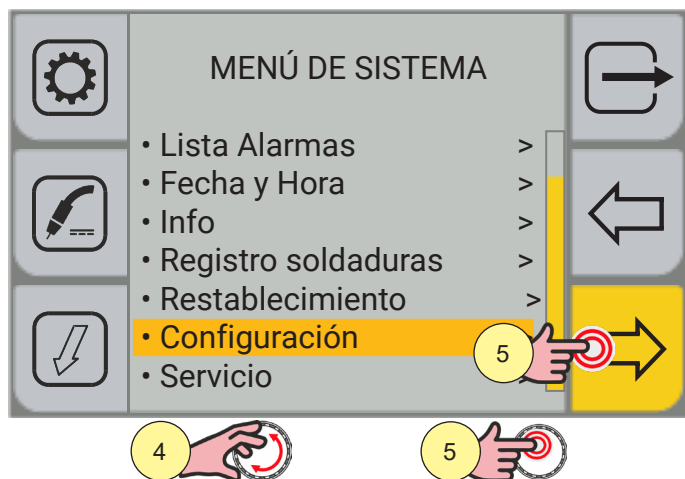 MENÚ DE SISTEMA
• Lista Alarmas >
• Fecha y Hora >
• Info >
• Registro soldaduras >
• Restablecimiento >
• Configuración
5
• Servicio >
4
5